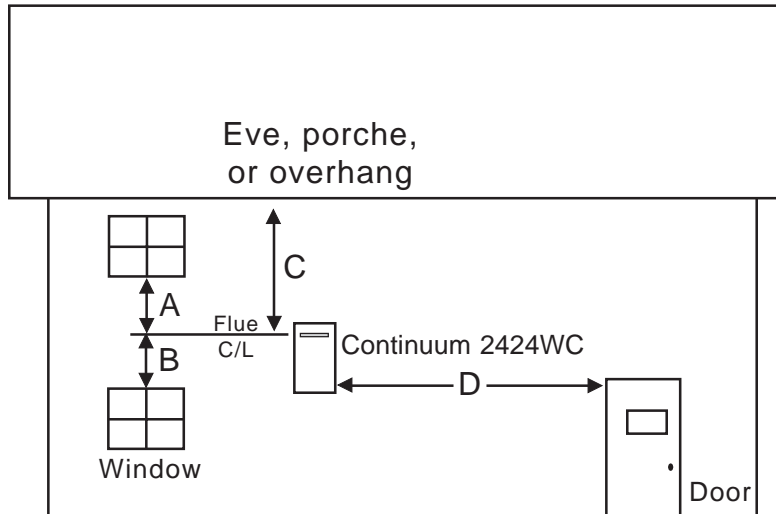 Eve, porche,
or overhang
C
A
Flue
C/L
Continuum 2424WC
B
D
Window
Door